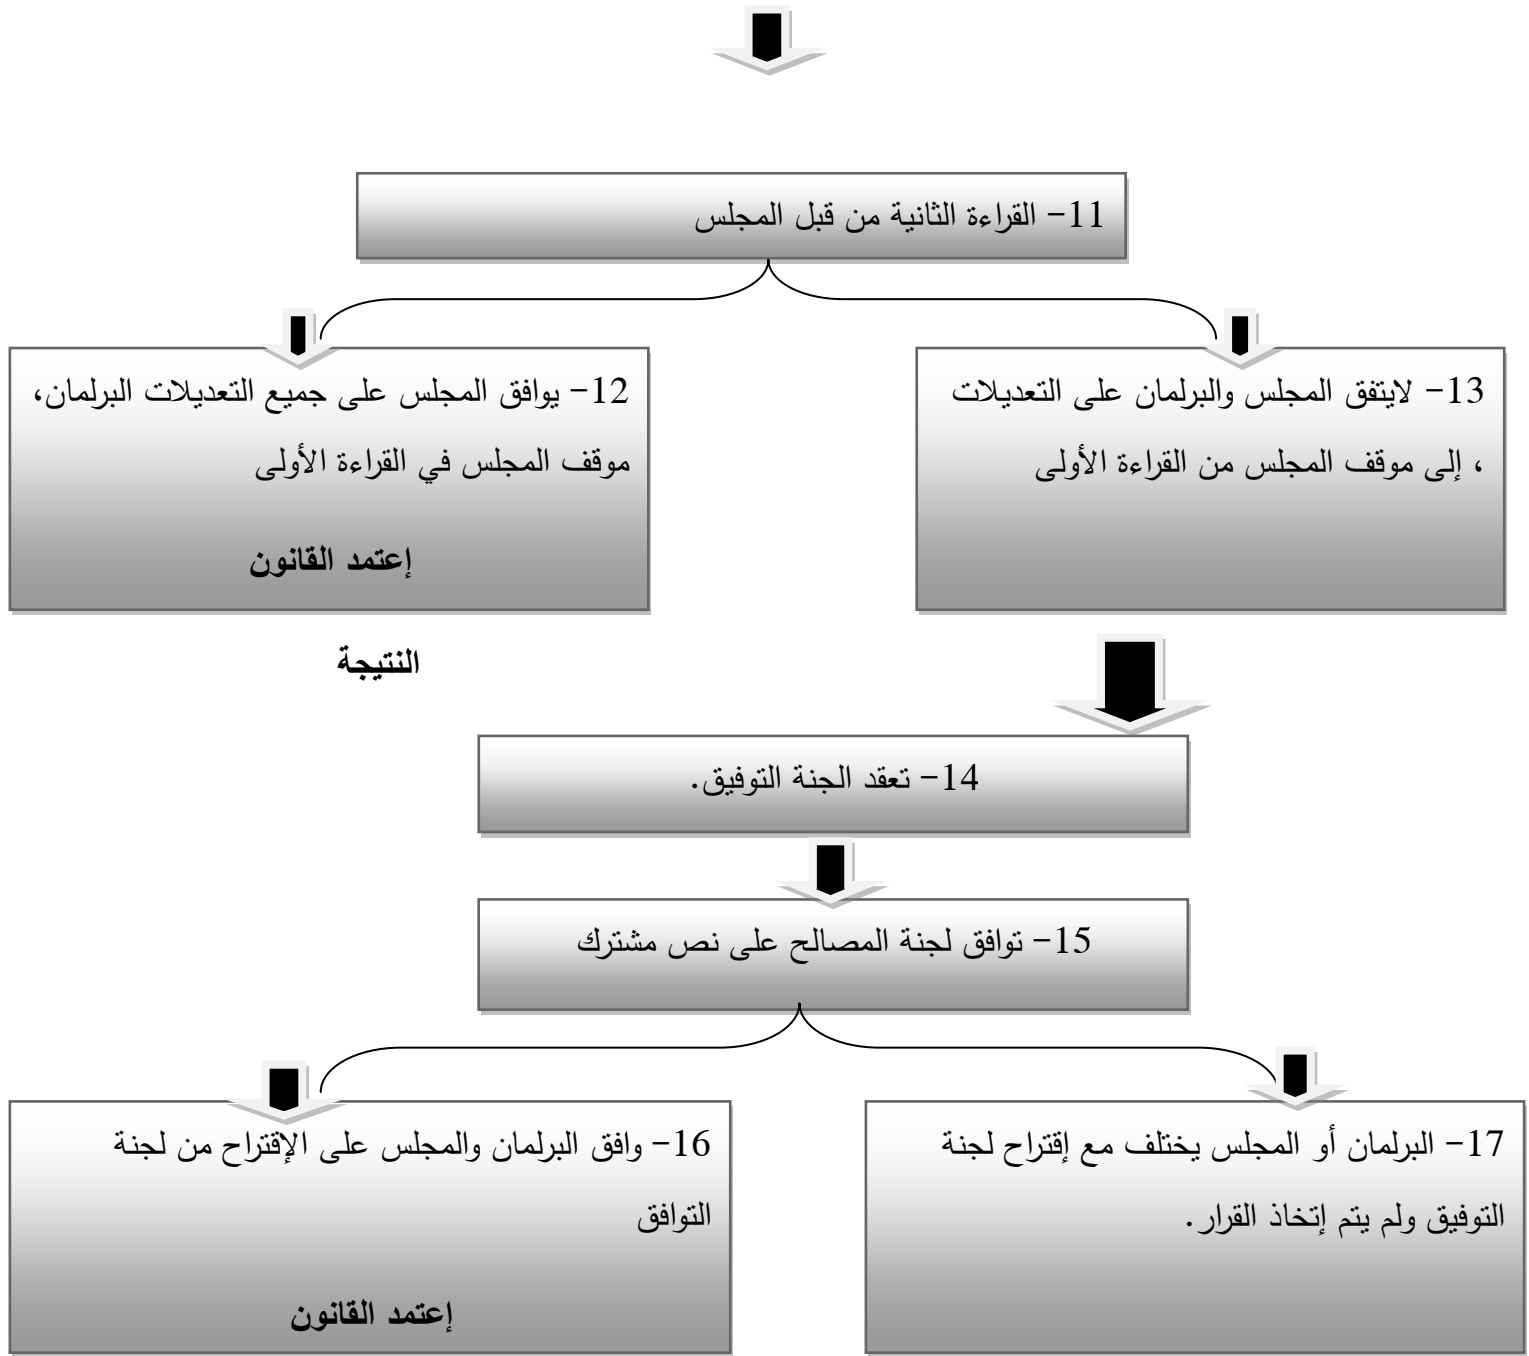 11- القراءة الثانية من قبل المجلس
12- يوافق المجلس على جميع التعديلات البرلمان،
موقف المجلس في القراءة الأولى
إعتمد القانون
13- لايتفق المجلس والبرلمان على التعديلات
، إلى موقف المجلس من القراءة الأولى
النتيجة
14- تعقد الجنة التوفيق.
15- توافق لجنة المصالح على نص مشترك
16- وافق البرلمان والمجلس على الإقتراح من لجنة
التوافق
إعتمد القانون
17- البرلمان أو المجلس يختلف مع إقتراح لجنة
التوفيق ولم يتم إتخاذ القرار.